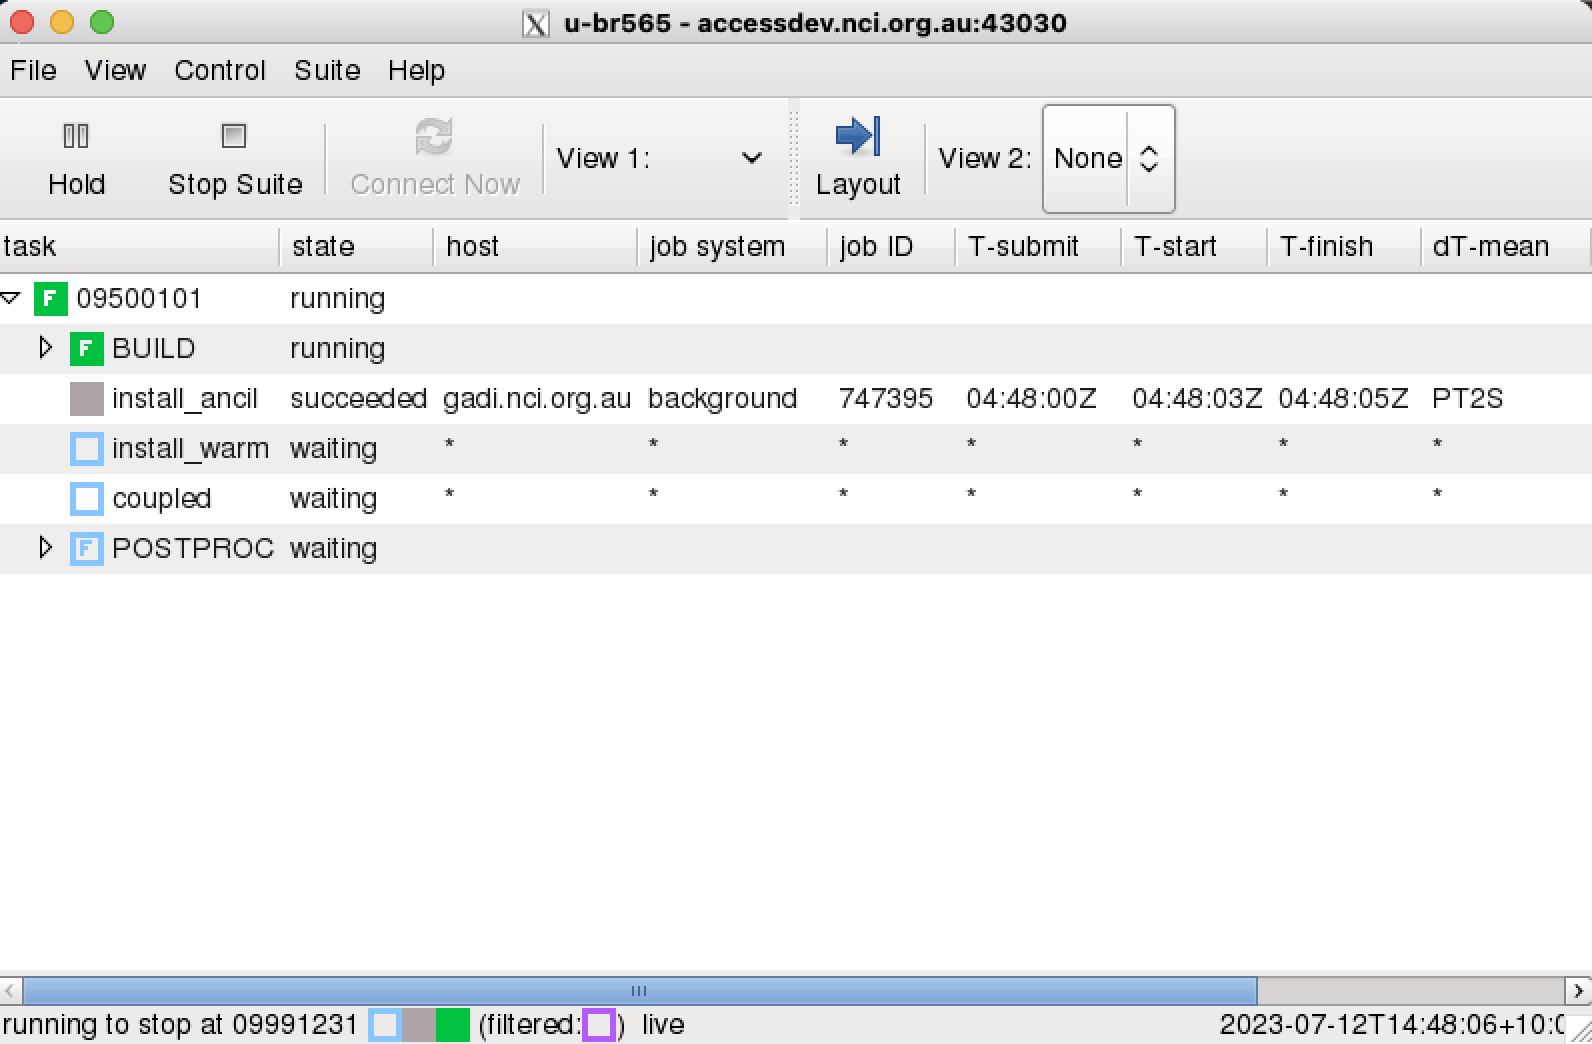 u-br565 - accessdev.nci.org.au:43030
File View Control Suite Help
Hold Stop Suite Connect Now View 1: Layout View 2: None
task state host job system job ID T-submit T-start T-finish dT-mean
F 09500101 running
F BUILD running
install_ancil succeeded gadi.nci.org.au background 747395 04:48:00Z 04:48:03Z 04:48:05Z PT2S
install_warm waiting * * * * * * *
coupled waiting * * * * * * *
F POSTPROC waiting
running to stop at 09991231 (filtered: ) live 2023-07-12T14:48:06+10:0